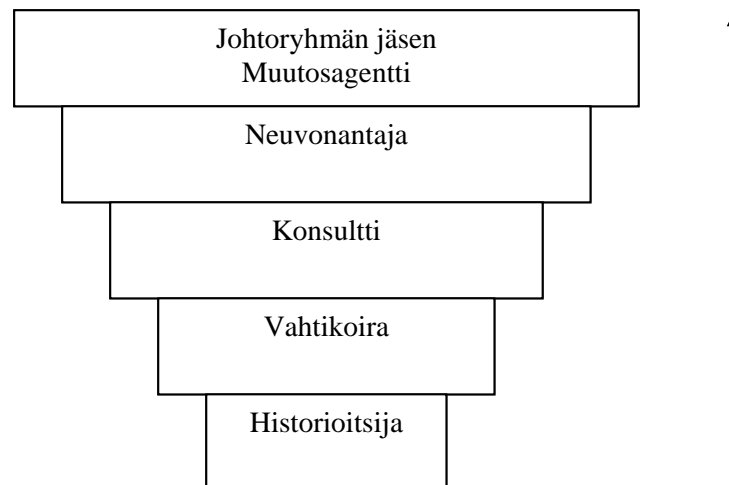 Johtoryhmän jäsen
Muutosagentti
Neuvonantaja
Konsultti
Vahtikoira
Historioitsija